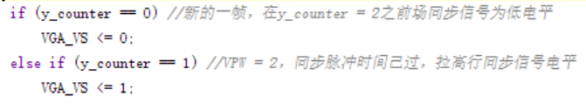 if (y_counter == 0) //新的一帧，在y_counter = 2之前场同步信号为低电平
VGA_VS <= 0;
else if (y_counter == 1) //VPW = 2，同步脉冲时间已过，拉高行同步信号电平
VGA_VS <= 1;